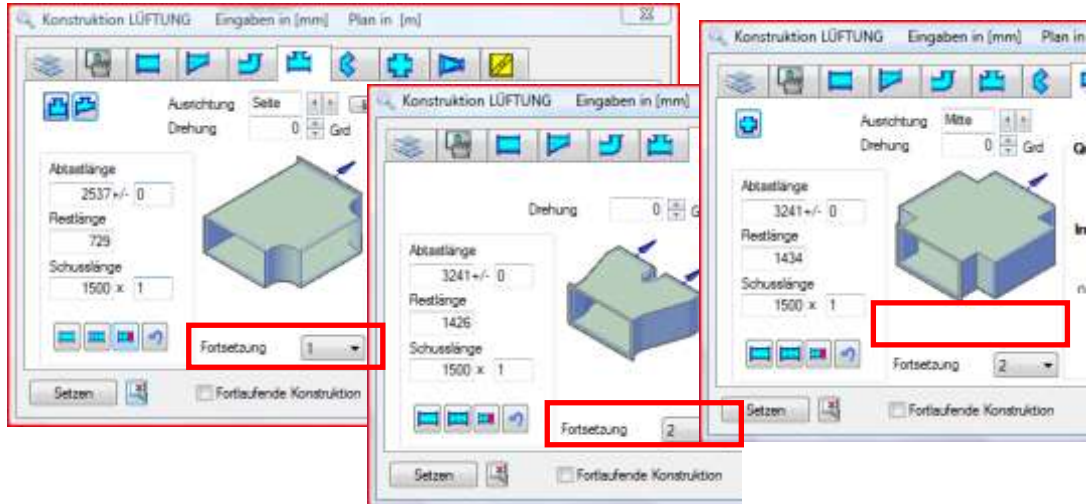 Konstruktion LÜFTUNG Eingaben in [mm] Plan in [m]
Ausrichtung Seite
Drehung 0 Grd
Abtastlänge
2537 +/- 0
Restlänge
729
Schusslänge
1500 x 1
Fortsetzung 1
Setzen Fortlaufende Konstruktion
Konstruktion LÜFTUNG Eingaben in [mm]
Drehung 0 G
Abtastlänge
3241 +/- 0
Restlänge
1426
Schusslänge
1500 x 1
Fortsetzung 2
Setzen Fortlaufende Konstruktion
Konstruktion LÜFTUNG Eingaben in [mm] Plan in
Ausrichtung Mitte
Drehung 0 Grd
Abtastlänge
3241 +/- 0
Restlänge
1434
Schusslänge
1500 x 1
Fortsetzung 2
Setzen Fortlaufende Konstruktion